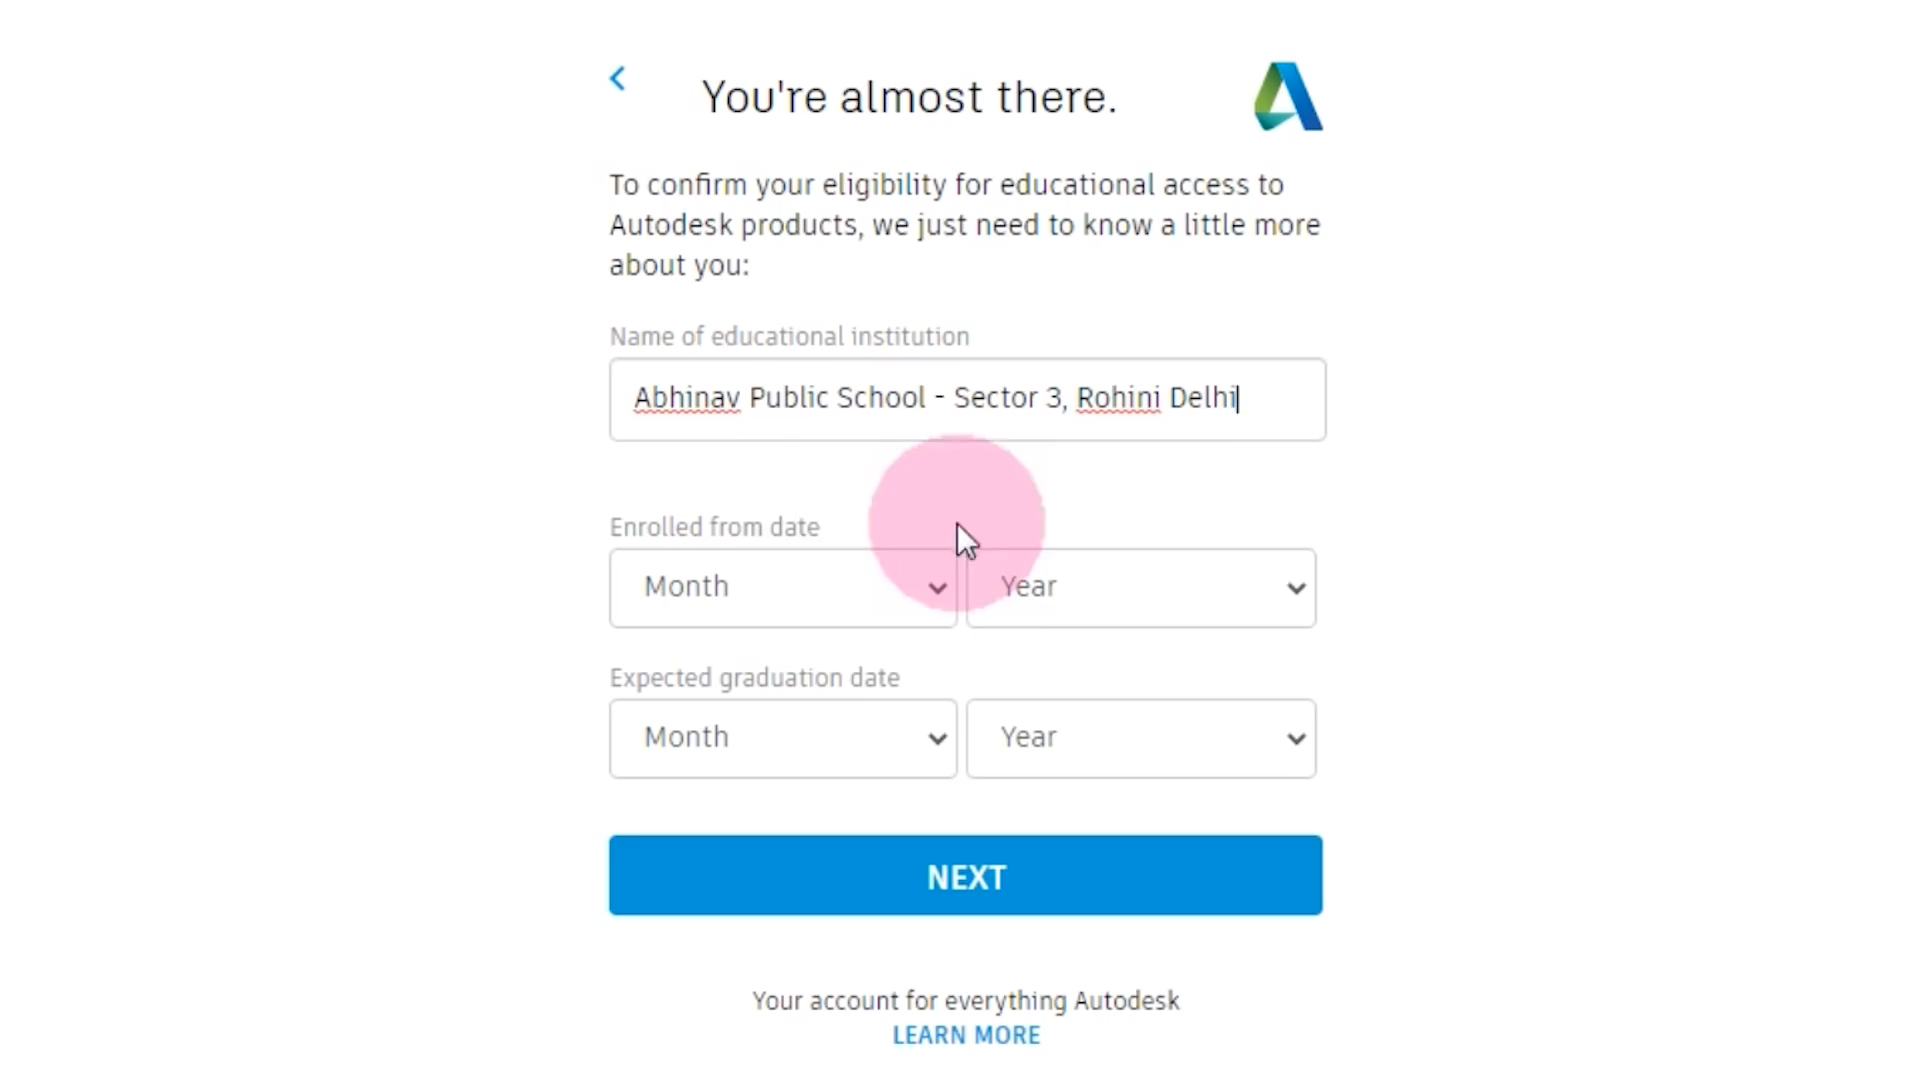 You're almost there.
To confirm your eligibility for educational access to
Autodesk products, we just need to know a little more
about you:
Name of educational institution
Abhinav Public School - Sector 3, Rohini Delhi
Enrolled from date
Month Year
Expected graduation date
Month Year
NEXT
Your account for everything Autodesk
LEARN MORE